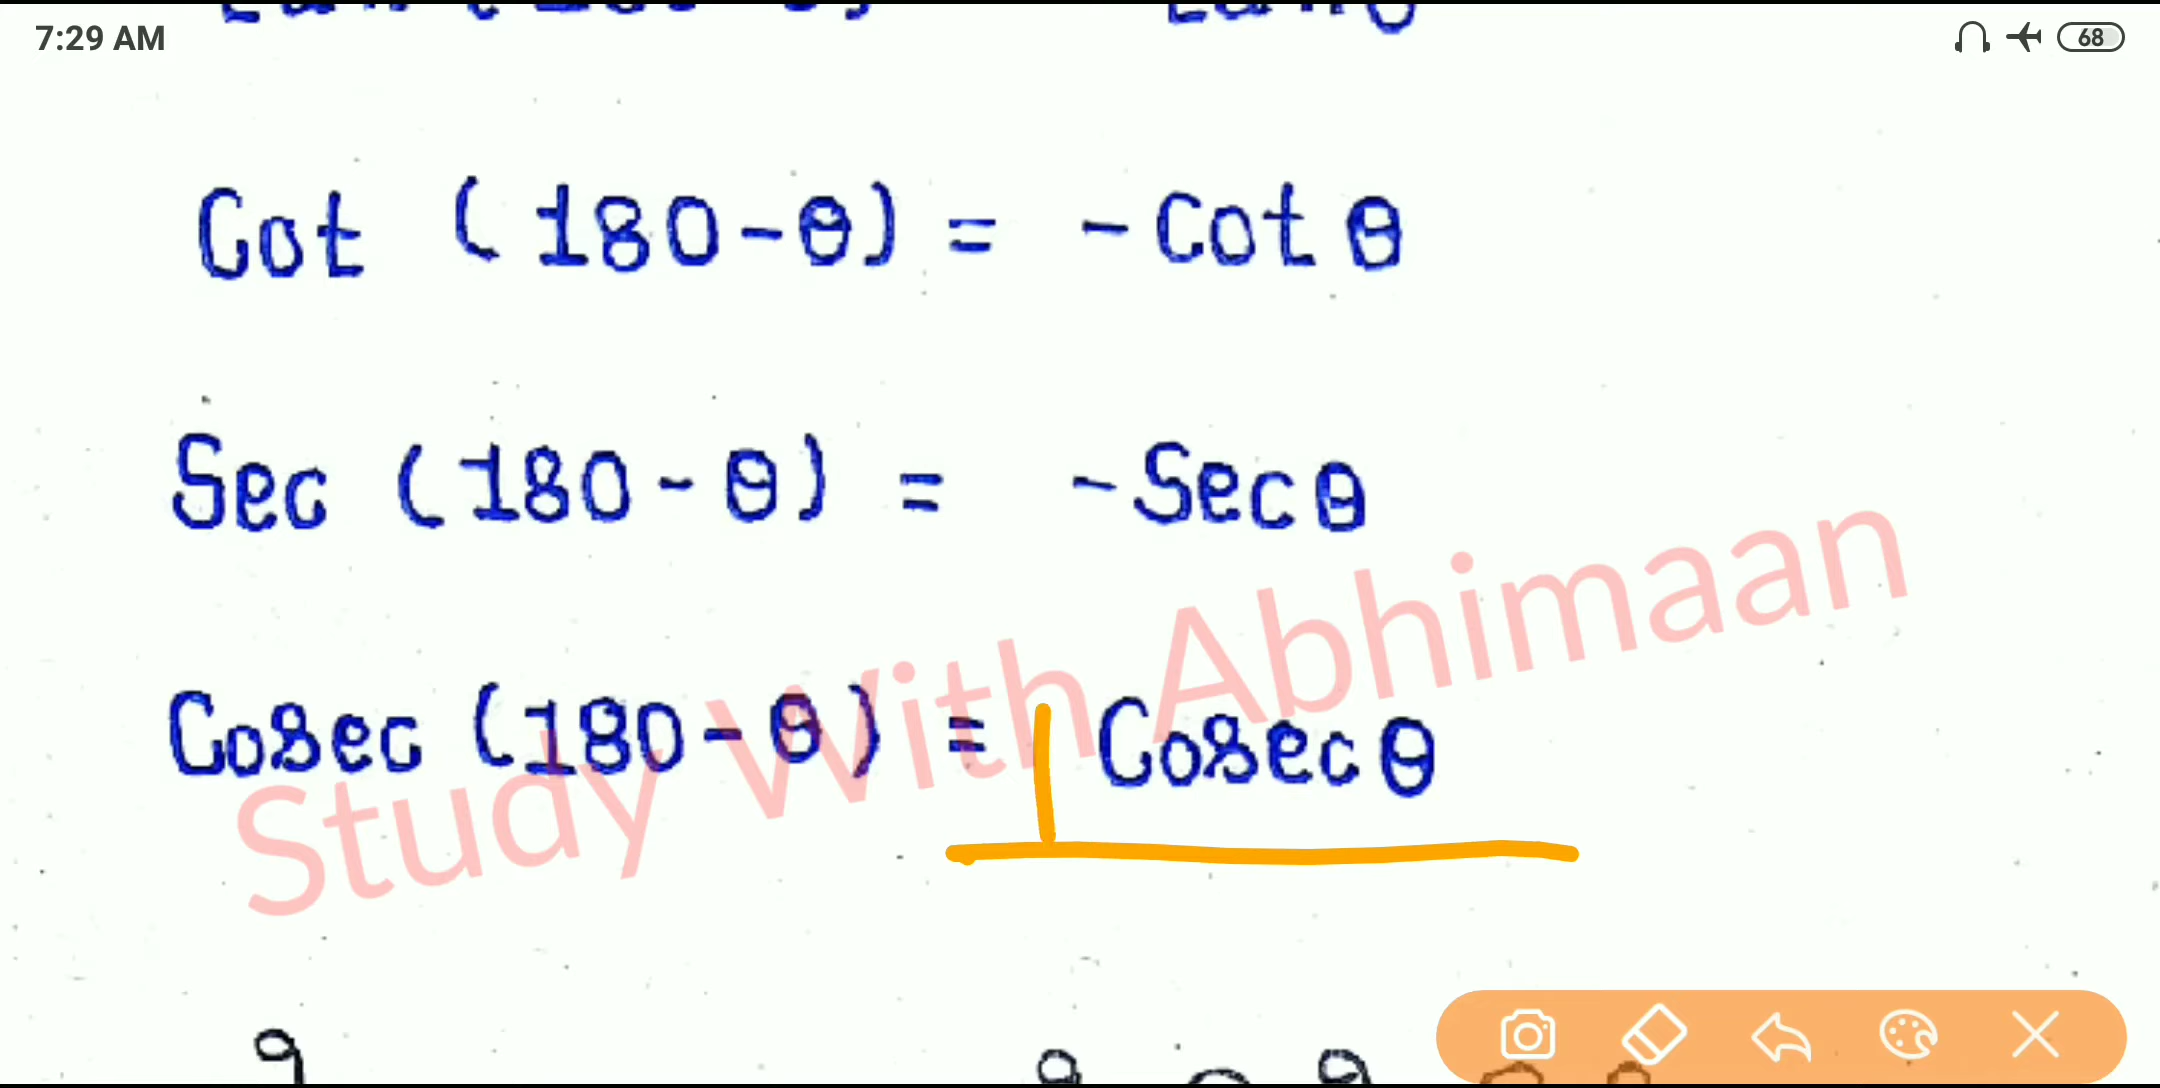 7:29 AM 68
Cot (180-θ) = -Cot θ
Sec (180-θ) = -Sec θ
Cosec (180-θ) = Cosec θ
Study With Abhimaan